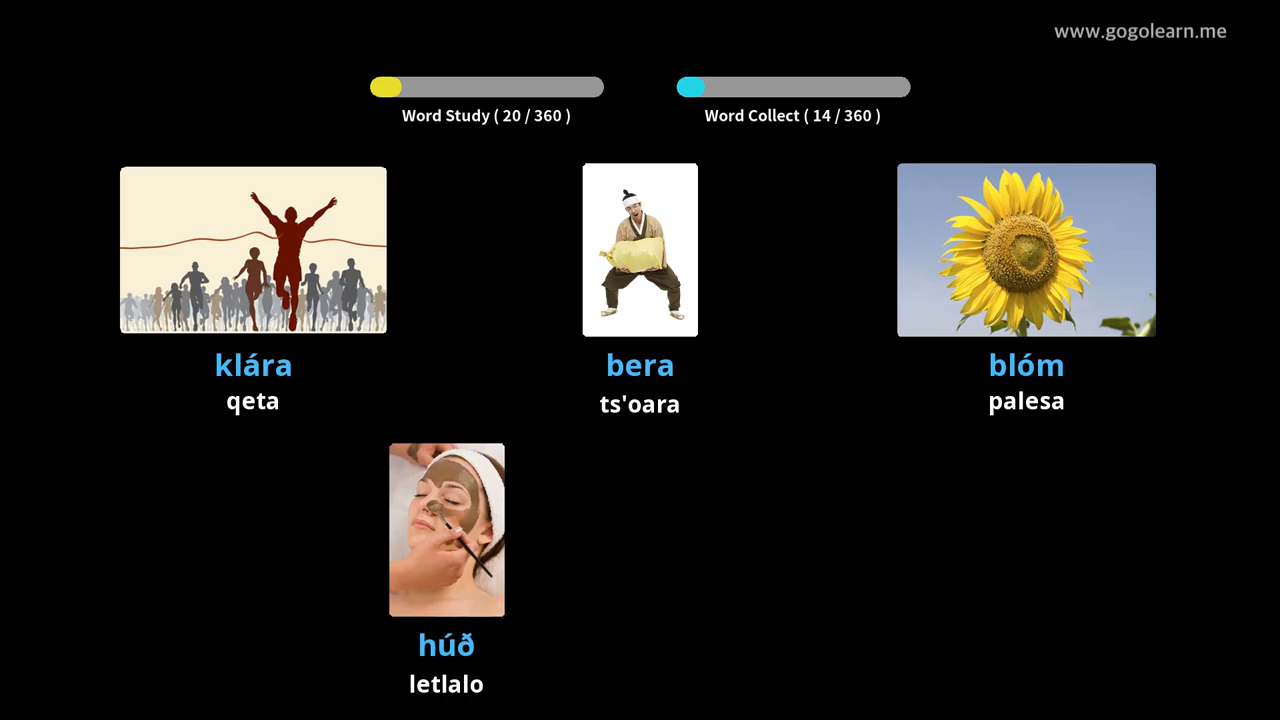 www.gogolearn.me
Word Study ( 20 / 360 )
Word Collect ( 14 / 360 )
klára
qeta
bera
ts'oara
blóm
palesa
húð
letlalo